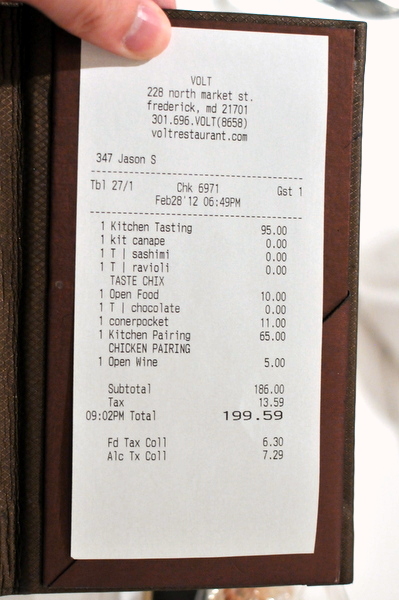 VOLT
228 north market st.
frederick, md 21701
301.696.VOLT(8658)
voltrestaurant.com
347 Jason S
Tbl 27/1 Chk 6971 Gst 1
Feb28'12 06:49PM
1 Kitchen Tasting 95.00
1 kit canape 0.00
1 T | sashimi 0.00
1 T | ravioli 0.00
TASTE CHIX
1 Open Food 10.00
1 T | chocolate 0.00
1 conerpocket 11.00
1 Kitchen Pairing 65.00
CHICKEN PAIRING
1 Open Wine 5.00
Subtotal 186.00
Tax 13.59
09:02PM Total 199.59
Fd Tax Coll 6.30
Alc Tx Coll 7.29